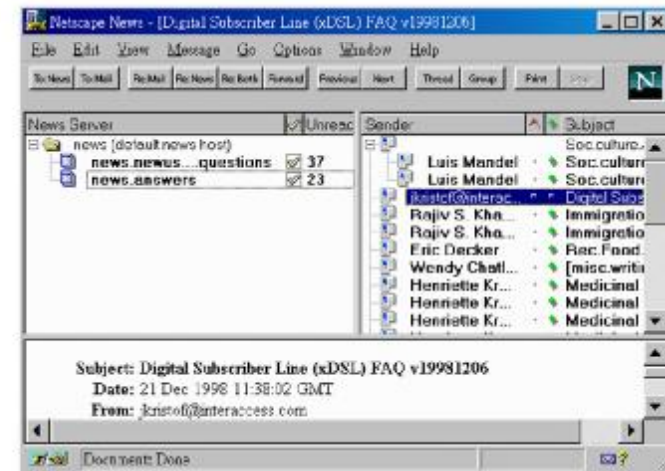 Netscape News - [Digital Subscriber Line (xDSL) FAQ v19981206]
File Edit View Message Go Options Window Help
To: News To: Mail Re: Mail Re: News Re: Both Forward Previous Next Thread Group Print
N
News Server Unread
news (default news host)
news.newus....questions 37
news.answers 23
Sender Subject
Soc.culture.
Luis Mandel Soc.culture
Luis Mandel Soc.culture
jkristof@interac... Digital Subs
Rajiv S. Kha... Immigratio
Rajiv S. Kha... Immigratio
Eric Decker Rec.Food.
Wendy Chatl... [misc.writin
Henriette Kr... Medicinal
Henriette Kr... Medicinal
Henriette Kr... Medicinal
Subject: Digital Subscriber Line (xDSL) FAQ v19981206
Date: 21 Dec 1998 11:38:02 GMT
From: jkristof@interaccess.com
Document: Done